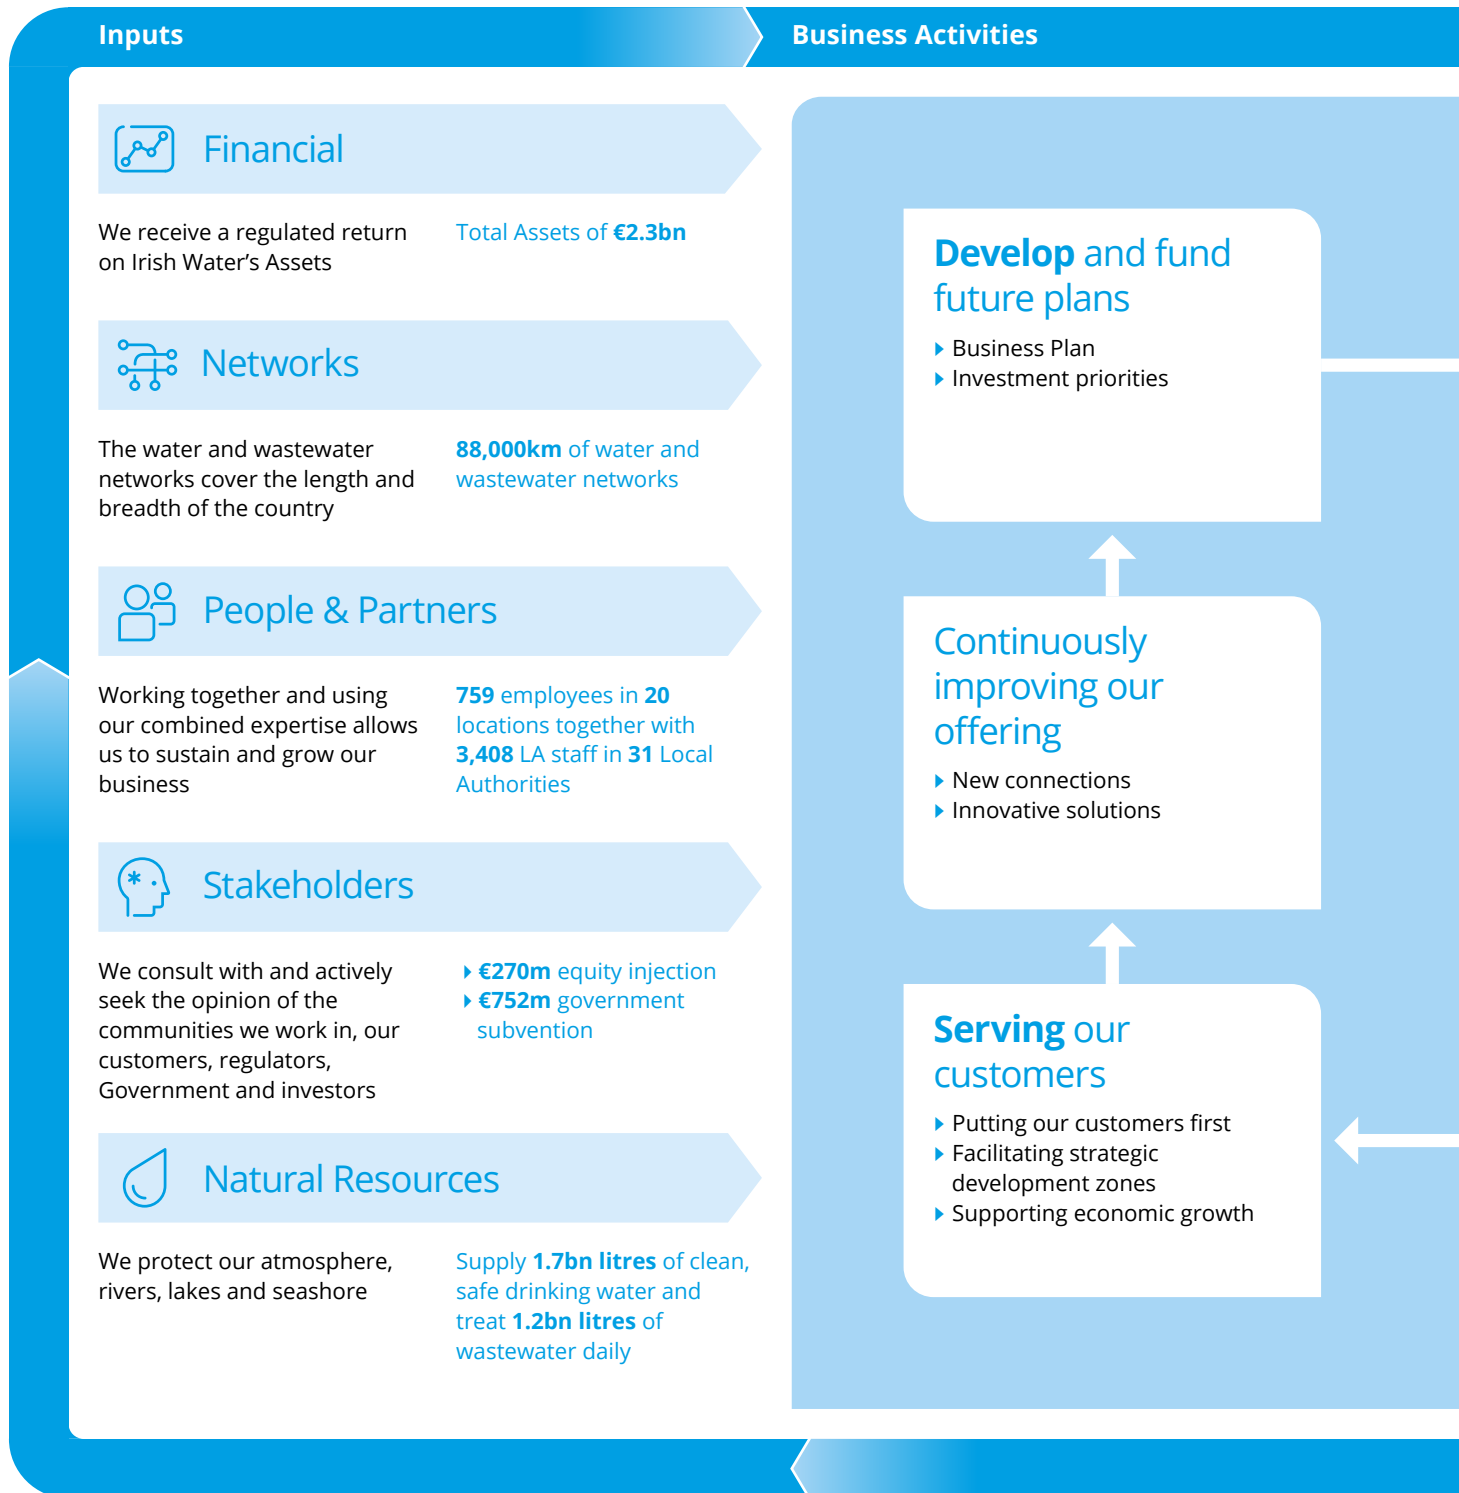 Inputs
Business Activities
Financial
We receive a regulated return
on Irish Water's Assets
Total Assets of €2.3bn
Networks
The water and wastewater
networks cover the length and
breadth of the country
88,000km of water and
wastewater networks
People & Partners
Working together and using
our combined expertise allows
us to sustain and grow our
business
759 employees in 20
locations together with
3,408 LA staff in 31 Local
Authorities
Stakeholders
We consult with and actively
seek the opinion of the
communities we work in, our
customers, regulators,
Government and investors
€270m equity injection
€752m government
subvention
Natural Resources
We protect our atmosphere,
rivers, lakes and seashore
Supply 1.7bn litres of clean,
safe drinking water and
treat 1.2bn litres of
wastewater daily
Develop and fund
future plans
Business Plan
Investment priorities
Continuously
improving our
offering
New connections
Innovative solutions
Serving our
customers
Putting our customers first
Facilitating strategic
development zones
Supporting economic growth